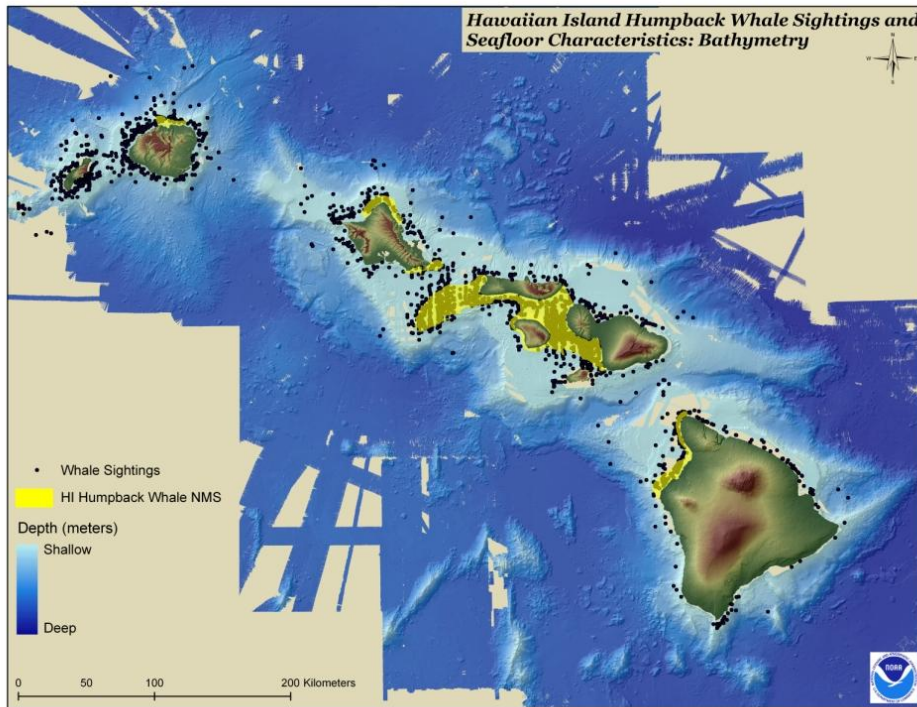 Hawaiian Island Humpback Whale Sightings and
Seafloor Characteristics: Bathymetry
N
W E
S
Whale Sightings
HI Humpback Whale NMS
Depth (meters)
Shallow
Deep
0 50 100 200 Kilometers
NOAA